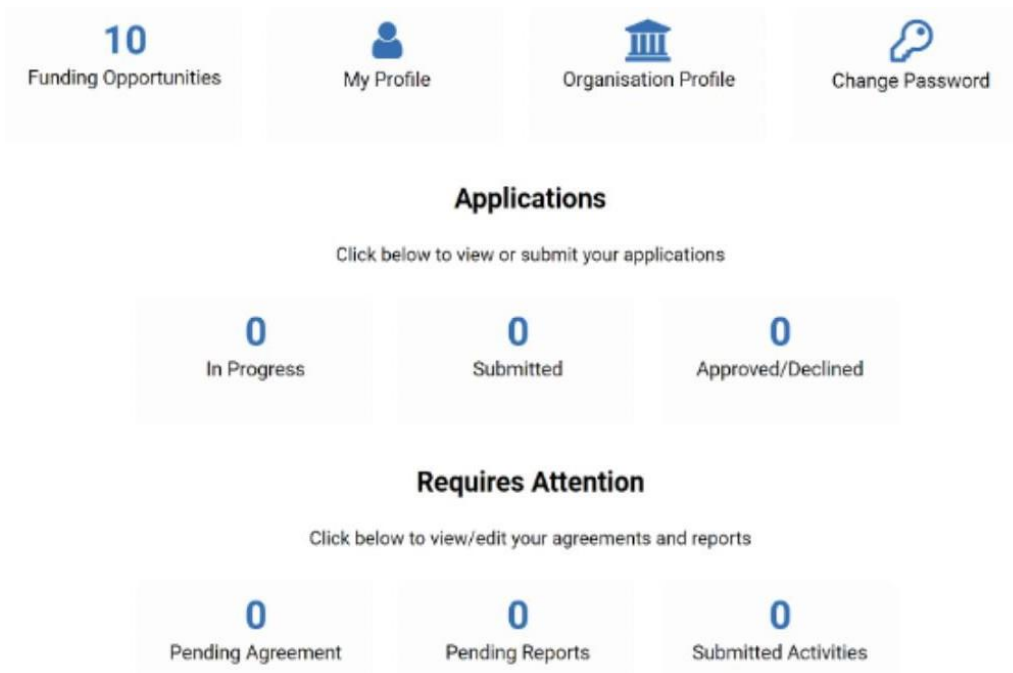 10
Funding Opportunities
My Profile
Organisation Profile
Change Password
Applications
Click below to view or submit your applications
0
In Progress
0
Submitted
0
Approved/Declined
Requires Attention
Click below to view/edit your agreements and reports
0
Pending Agreement
0
Pending Reports
0
Submitted Activities